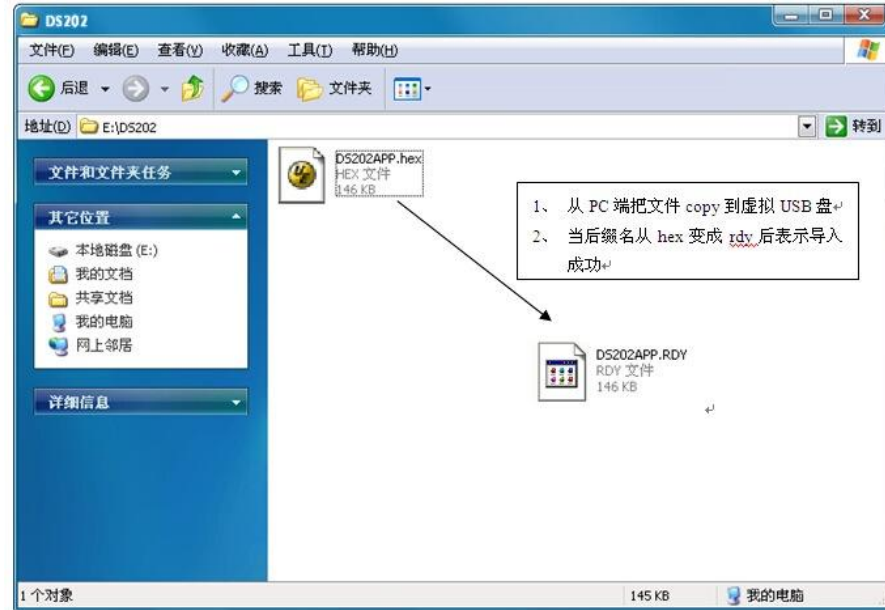 DS202
文件(F) 编辑(E) 查看(V) 收藏(A) 工具(T) 帮助(H)
后退 搜索 文件夹
地址(D) E:\DS202 转到
文件和文件夹任务
其它位置
本地磁盘 (E:)
我的文档
共享文档
我的电脑
网上邻居
详细信息
DS202APP.hex
HEX 文件
146 KB
1、 从 PC 端把文件 copy 到虚拟 USB 盘↵
2、 当后缀名从 hex 变成 rdy 后表示导入
成功↵
DS202APP.RDY
RDY 文件
146 KB
↵
1 个对象 145 KB 我的电脑